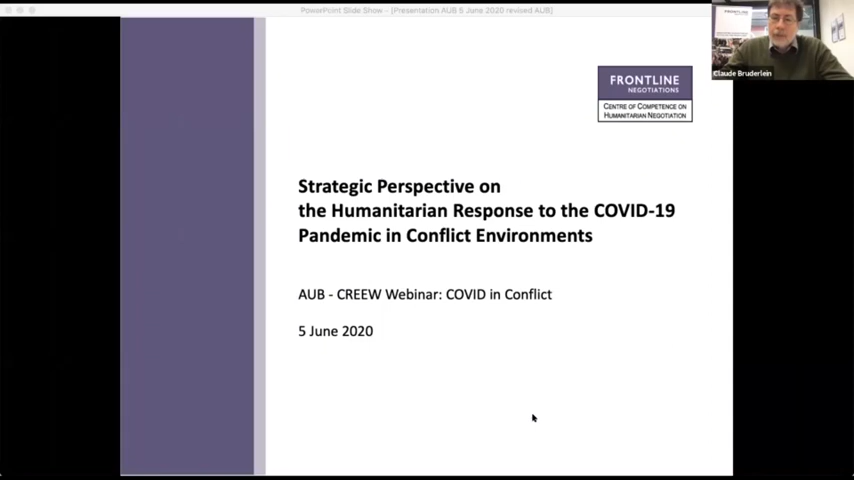 PowerPoint Slide Show - [Presentation AUB 5 June 2020 revised AUB]
FRONTLINE
Claude Bruderlein
FRONTLINE
NEGOTIATIONS
CENTRE OF COMPETENCE ON
HUMANITARIAN NEGOTIATION
Strategic Perspective on
the Humanitarian Response to the COVID-19
Pandemic in Conflict Environments
AUB - CREEW Webinar: COVID in Conflict
5 June 2020